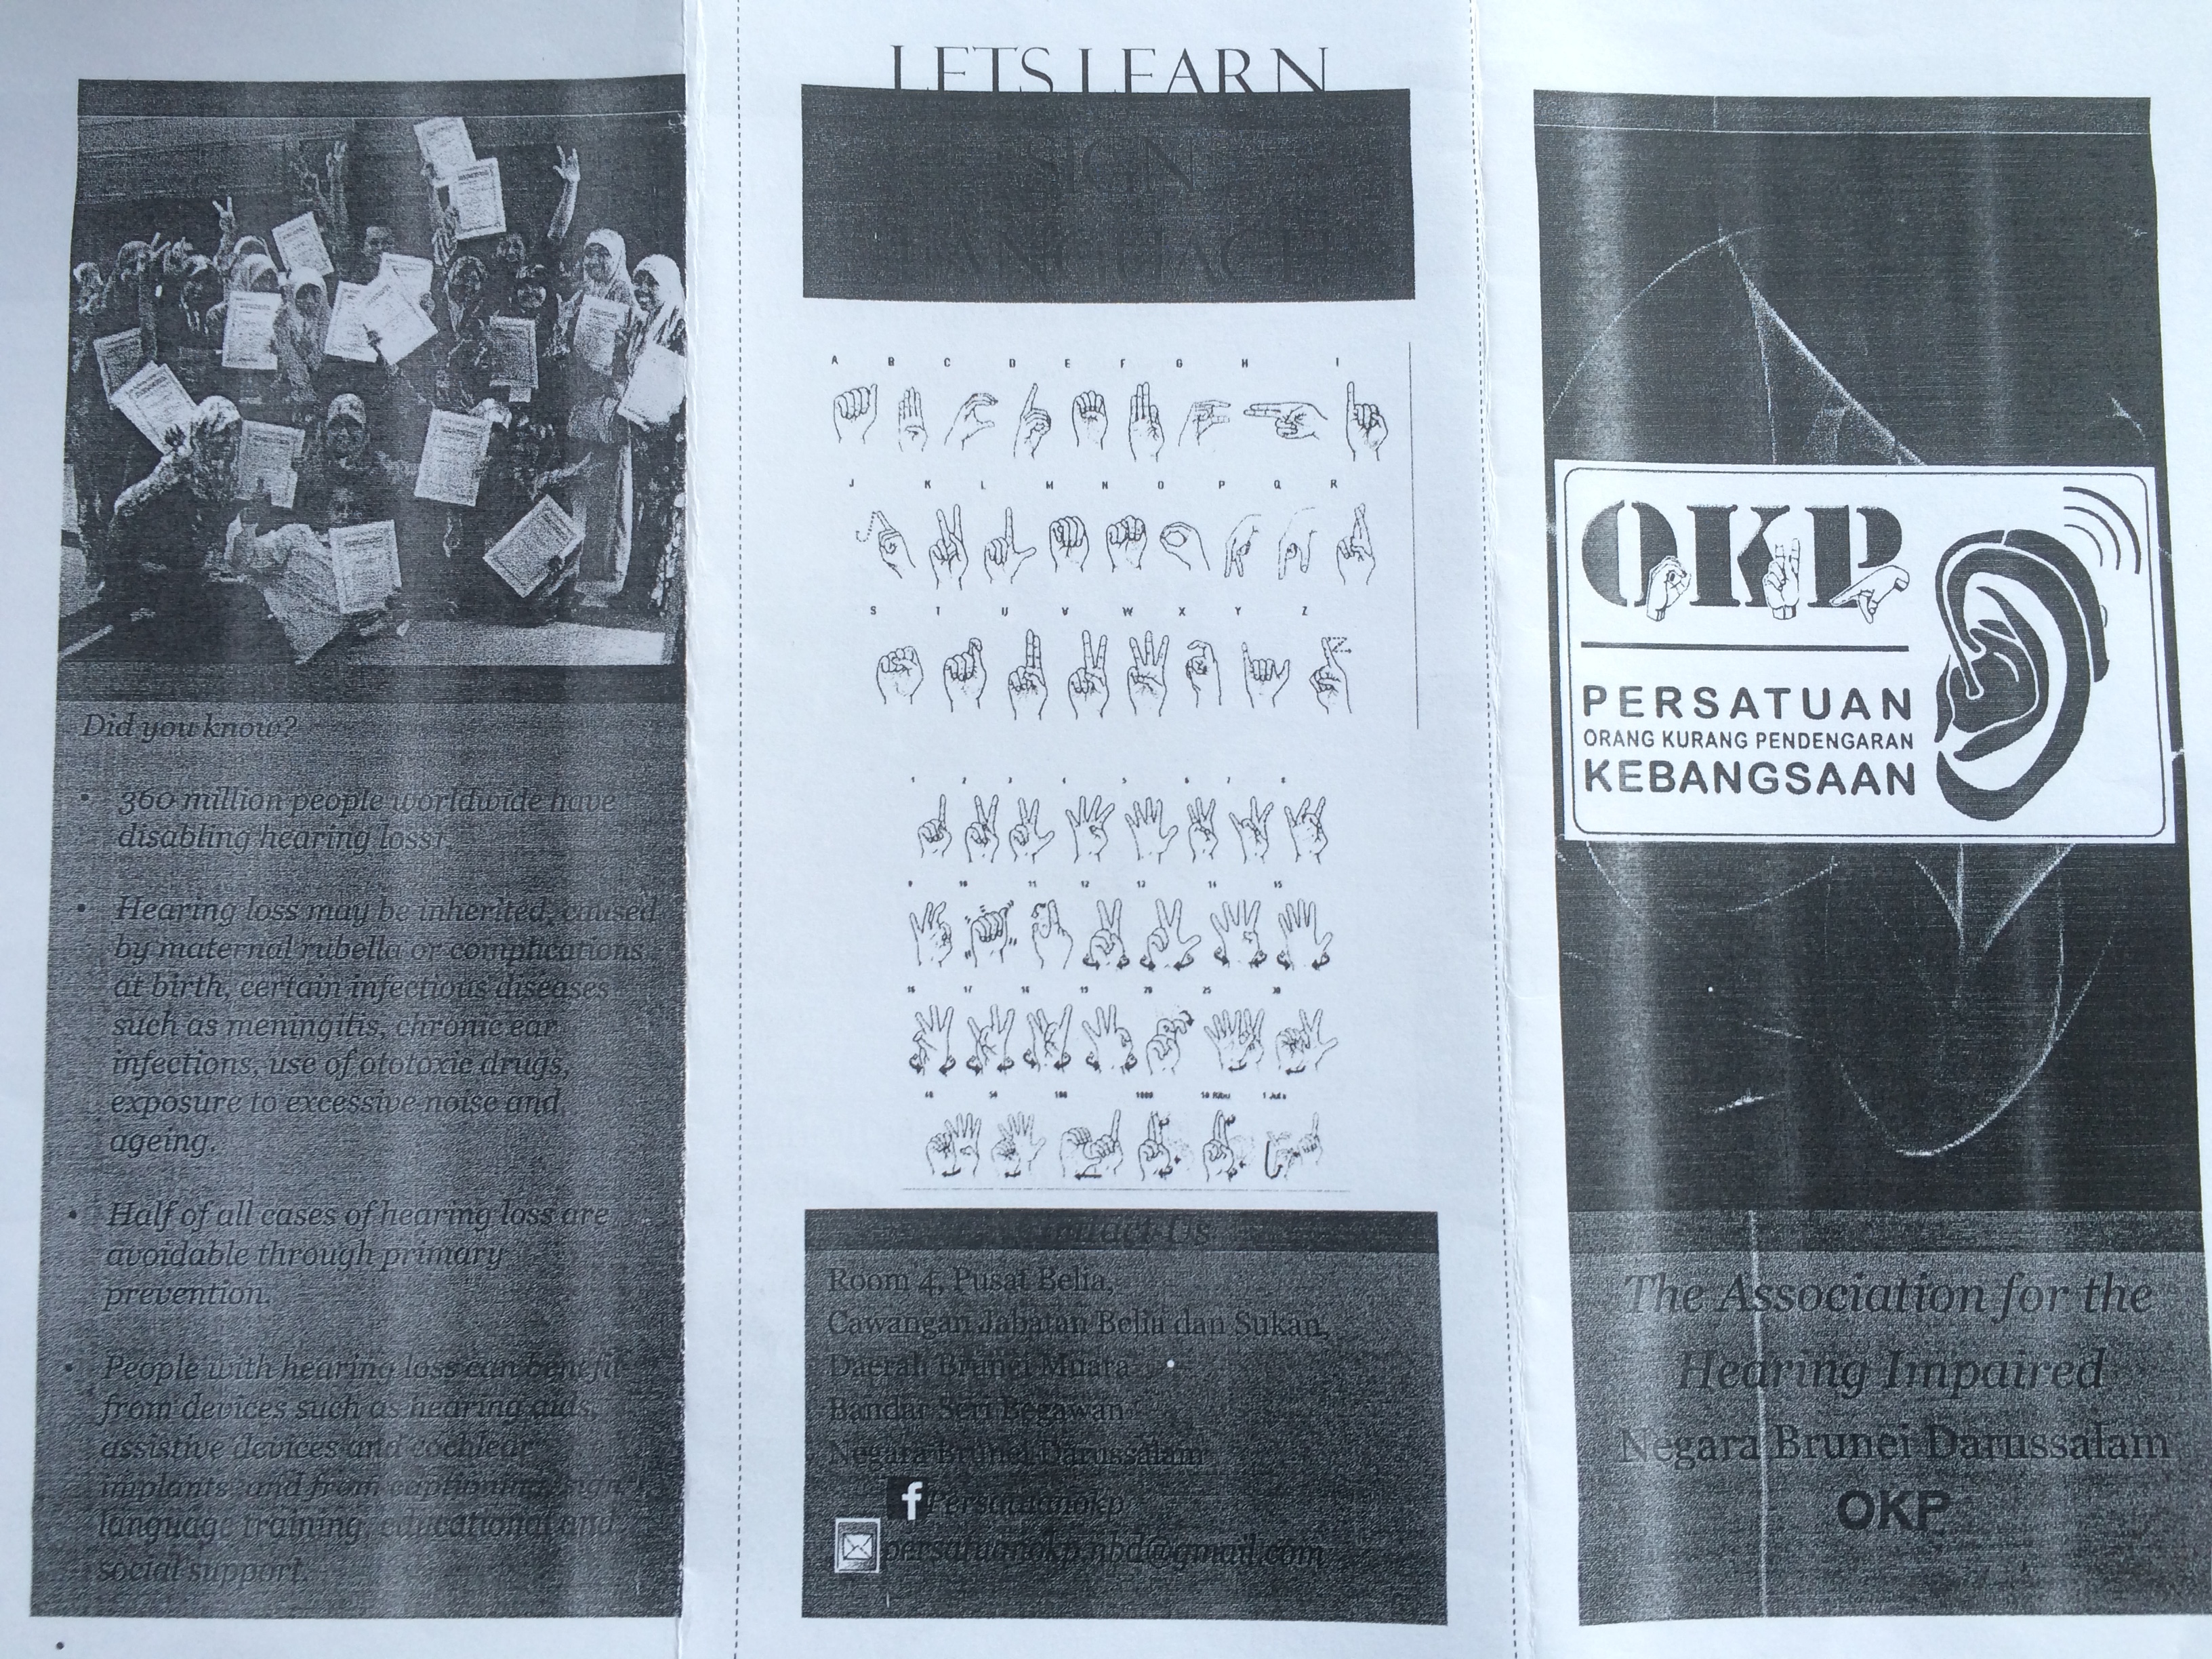 Did you know?
• 360 million people worldwide have
disabling hearing loss1.
• Hearing loss may be inherited, caused
by maternal rubella or complications
at birth, certain infectious diseases
such as meningitis, chronic ear
infections, use of ototoxic drugs,
exposure to excessive noise and
ageing.
• Half of all cases of hearing loss are
avoidable through primary
prevention.
• People with hearing loss can benefit
from devices such as hearing aids,
assistive devices and cochlear
implants, and from captioning, sign
language training, educational and
social support.
LETS LEARN
SIGN
LANGUAGE
A B C D E F G H I
J K L M N O P Q R
S T U V W X Y Z
1 2 3 4 5 6 7 8
9 10 11 12 13 14 15
16 17 18 19 20 25 30
40 50 100 1000 10 Ribu 1 Juta
Contact Us
Room 4, Pusat Belia,
Cawangan Jabatan Belia dan Sukan,
Daerah Brunei Muara
Bandar Seri Begawan
Negara Brunei Darussalam
f Persatuanokp
persatuanokp.nbd@gmail.com
OKP
PERSATUAN
ORANG KURANG PENDENGARAN
KEBANGSAAN
The Association for the
Hearing Impaired
Negara Brunei Darussalam
OKP